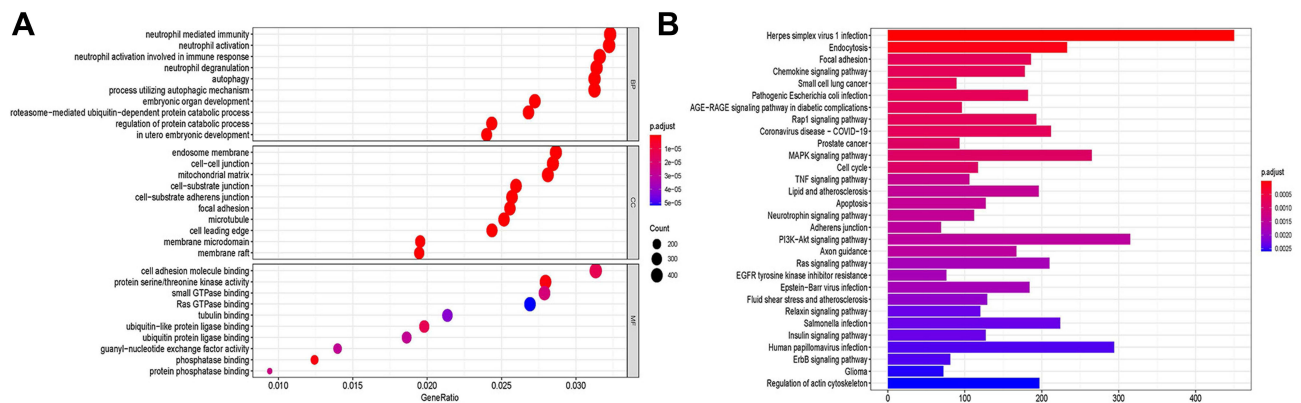 A
neutrophil mediated immunity
neutrophil activation
neutrophil activation involved in immune response
neutrophil degranulation
autophagy
process utilizing autophagic mechanism
embryonic organ development
roteasome-mediated ubiquitin-dependent protein catabolic process
regulation of protein catabolic process
in utero embryonic development
BP
endosome membrane
cell-cell junction
mitochondrial matrix
cell-substrate junction
cell-substrate adherens junction
focal adhesion
microtubule
cell leading edge
membrane microdomain
membrane raft
CC
cell adhesion molecule binding
protein serine/threonine kinase activity
small GTPase binding
Ras GTPase binding
tubulin binding
ubiquitin-like protein ligase binding
ubiquitin protein ligase binding
guanyl-nucleotide exchange factor activity
phosphatase binding
protein phosphatase binding
MF
0.010 0.015 0.020 0.025 0.030
GeneRatio
p.adjust
1e-05
2e-05
3e-05
4e-05
5e-05
Count
200
300
400
B
Herpes simplex virus 1 infection
Endocytosis
Focal adhesion
Chemokine signaling pathway
Small cell lung cancer
Pathogenic Escherichia coli infection
AGE-RAGE signaling pathway in diabetic complications
Rap1 signaling pathway
Coronavirus disease - COVID-19
Prostate cancer
MAPK signaling pathway
Cell cycle
TNF signaling pathway
Lipid and atherosclerosis
Apoptosis
Neurotrophin signaling pathway
Adherens junction
PI3K-Akt signaling pathway
Axon guidance
Ras signaling pathway
EGFR tyrosine kinase inhibitor resistance
Epstein-Barr virus infection
Fluid shear stress and atherosclerosis
Relaxin signaling pathway
Salmonella infection
Insulin signaling pathway
Human papillomavirus infection
ErbB signaling pathway
Glioma
Regulation of actin cytoskeleton
0 100 200 300 400
p.adjust
0.0005
0.0010
0.0015
0.0020
0.0025